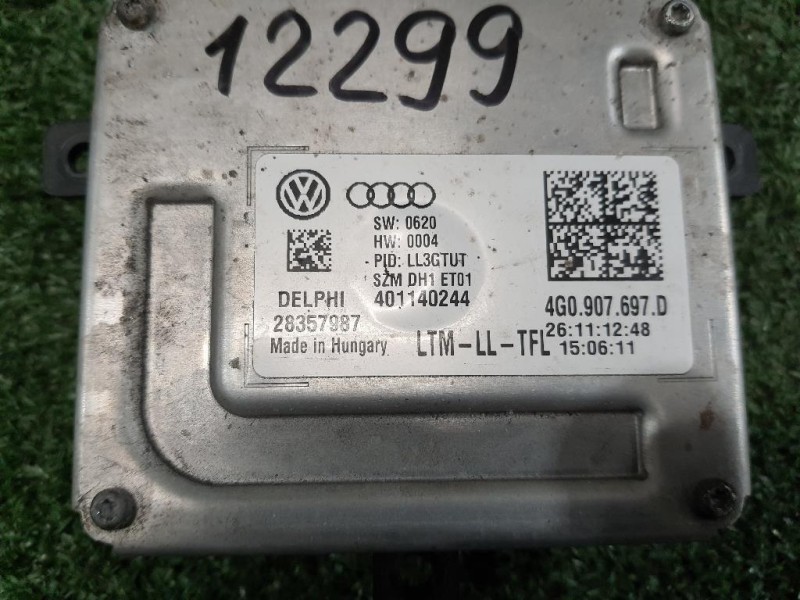 12299
SW: 0620
HW: 0004
PID: LL3GTUT
SZM DH1 ET01
DELPHI 401140244
28357987
Made in Hungary
LTM-LL-TFL
4G0.907.697.D
26:11:12:48
15:06:11